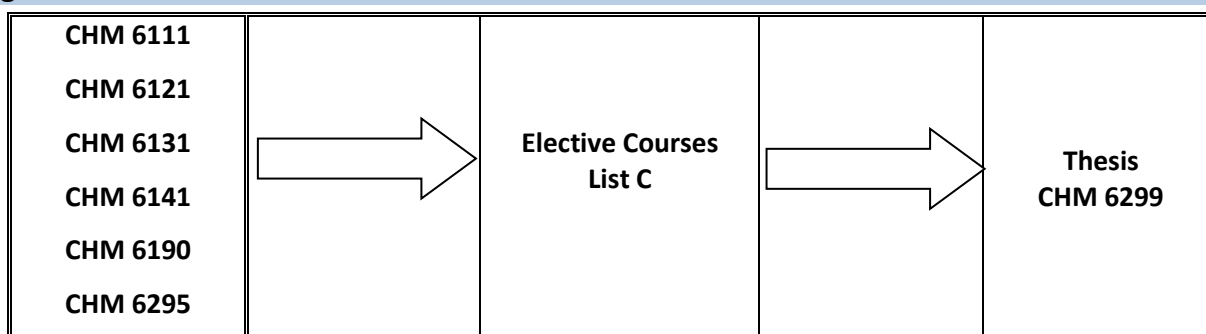 CHM 6111
CHM 6121
CHM 6131
CHM 6141
CHM 6190
CHM 6295
Elective Courses
List C
Thesis
CHM 6299